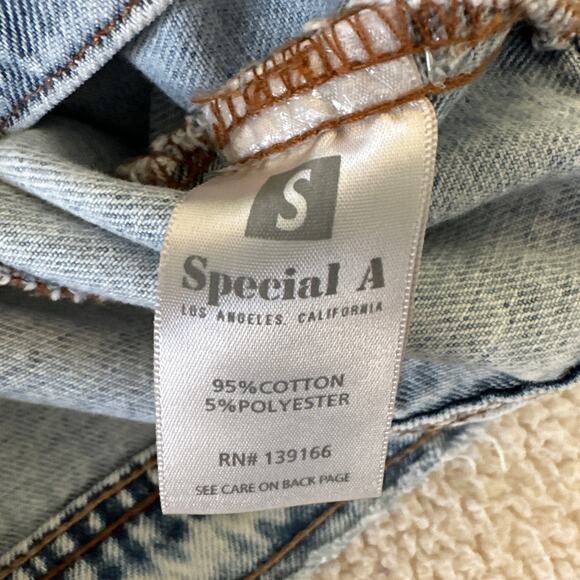 S
Special A
LOS ANGELES, CALIFORNIA
95%COTTON
5%POLYESTER
RN# 139166
SEE CARE ON BACK PAGE